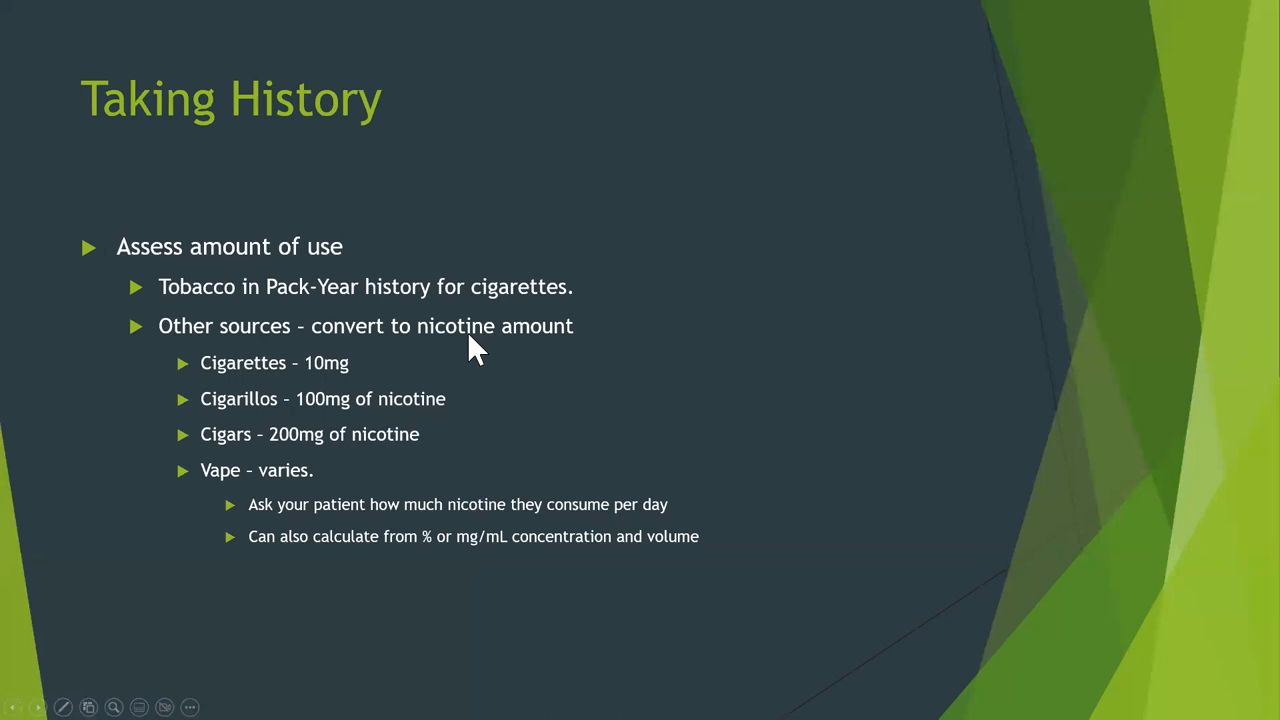 Taking History
Assess amount of use
Tobacco in Pack-Year history for cigarettes.
Other sources – convert to nicotine amount
Cigarettes – 10mg
Cigarillos – 100mg of nicotine
Cigars – 200mg of nicotine
Vape – varies.
Ask your patient how much nicotine they consume per day
Can also calculate from % or mg/mL concentration and volume